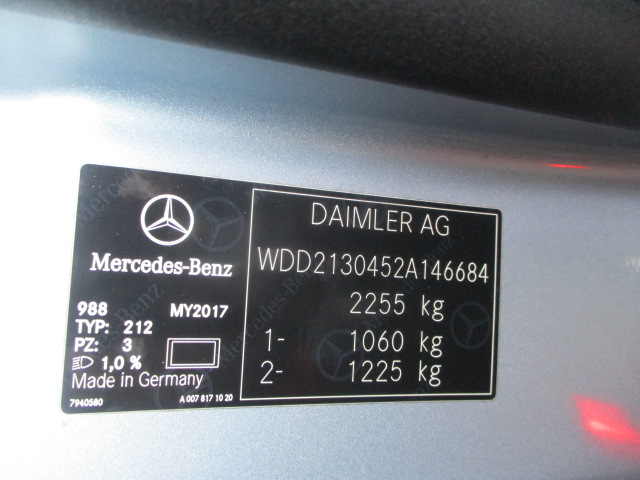 Mercedes-Benz
988 MY2017
TYP: 212
PZ: 3
1,0 %
Made in Germany
7940580 A 007 817 10 20
DAIMLER AG
WDD2130452A146684
2255 kg
1- 1060 kg
2- 1225 kg